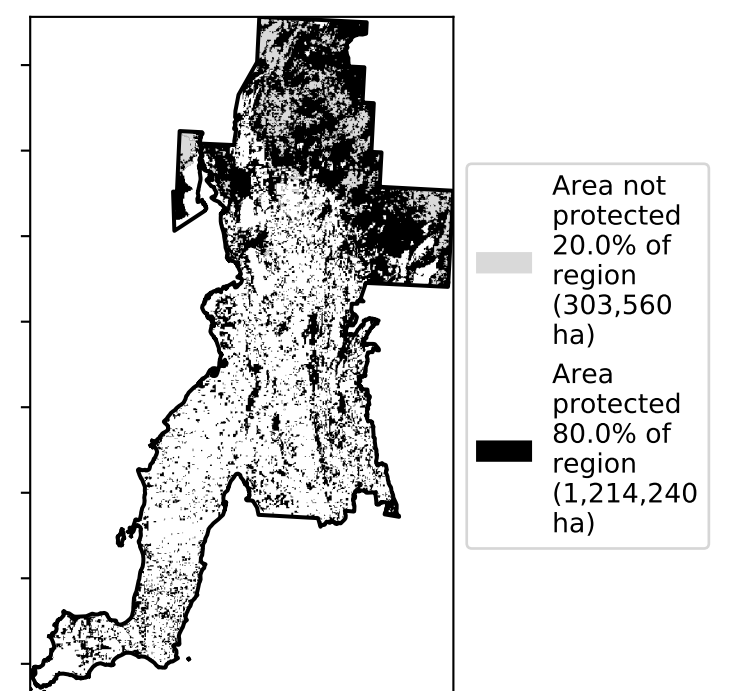 Area not
protected
20.0% of
region
(303,560
ha)
Area
protected
80.0% of
region
(1,214,240
ha)